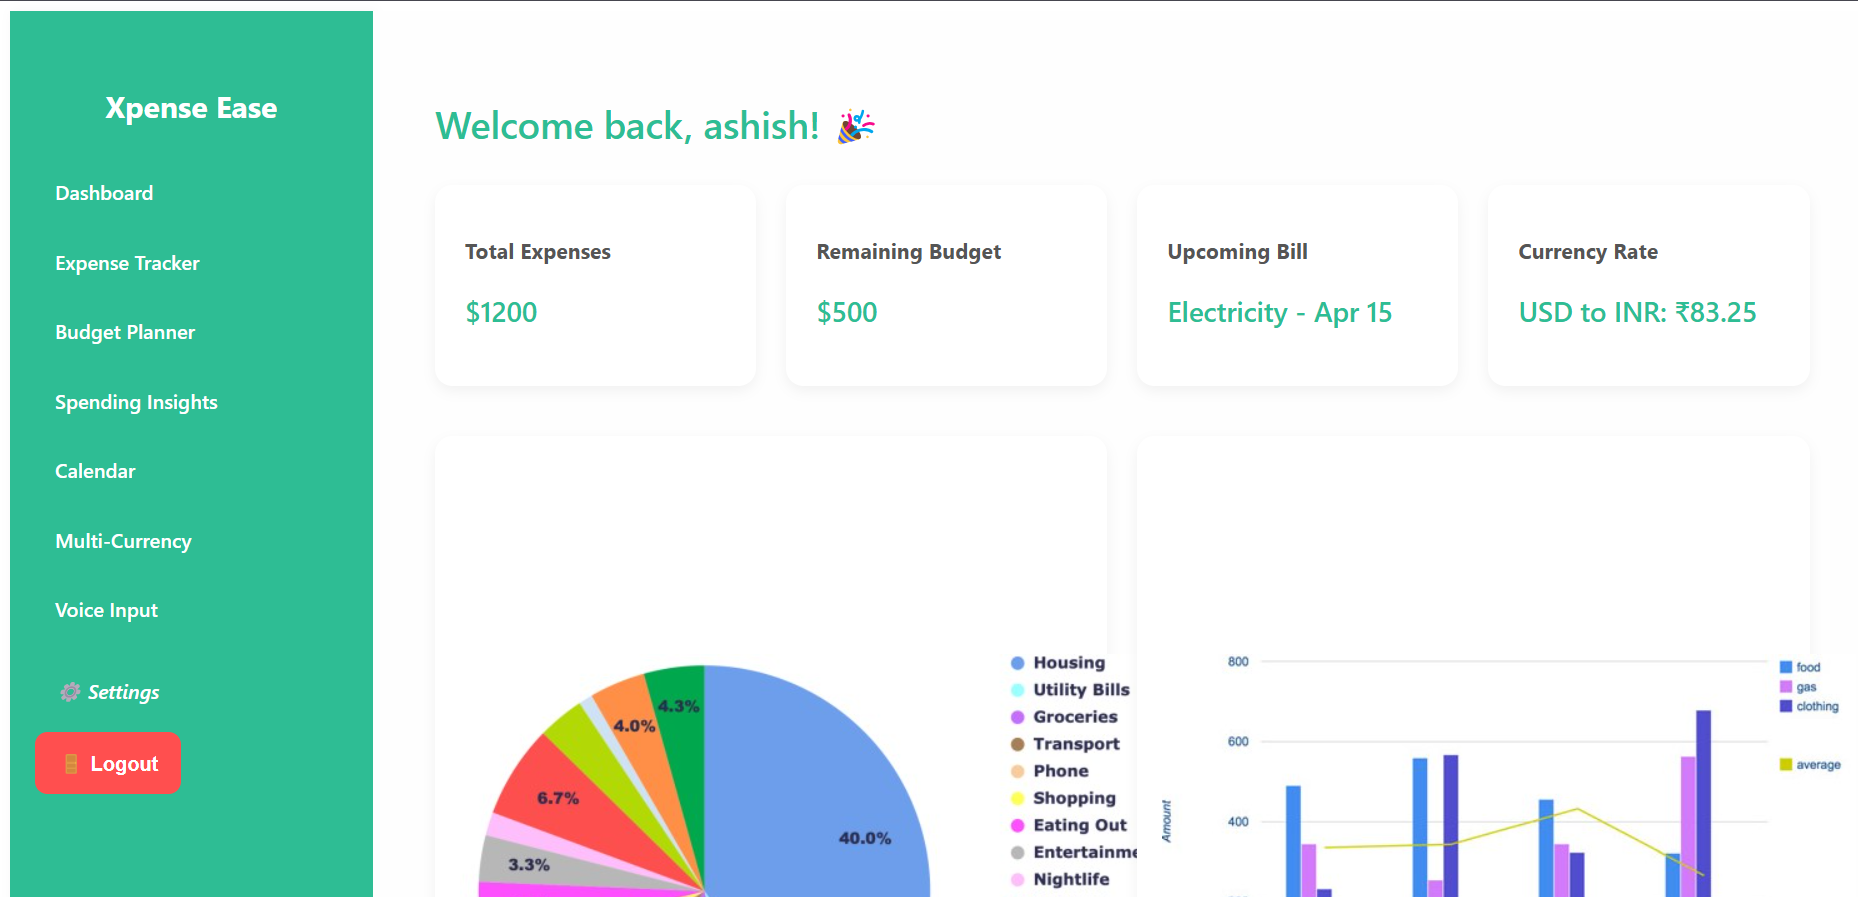 Xpense Ease
Dashboard
Expense Tracker
Budget Planner
Spending Insights
Calendar
Multi-Currency
Voice Input
⚙️ Settings
Logout
Welcome back, ashish! 🎉
Total Expenses
$1200
Remaining Budget
$500
Upcoming Bill
Electricity - Apr 15
Currency Rate
USD to INR: ₹83.25
4.3%
4.0%
6.7%
40.0%
3.3%
Housing
Utility Bills
Groceries
Transport
Phone
Shopping
Eating Out
Entertainme
Nightlife
800
600
400
Amount
food
gas
clothing
average